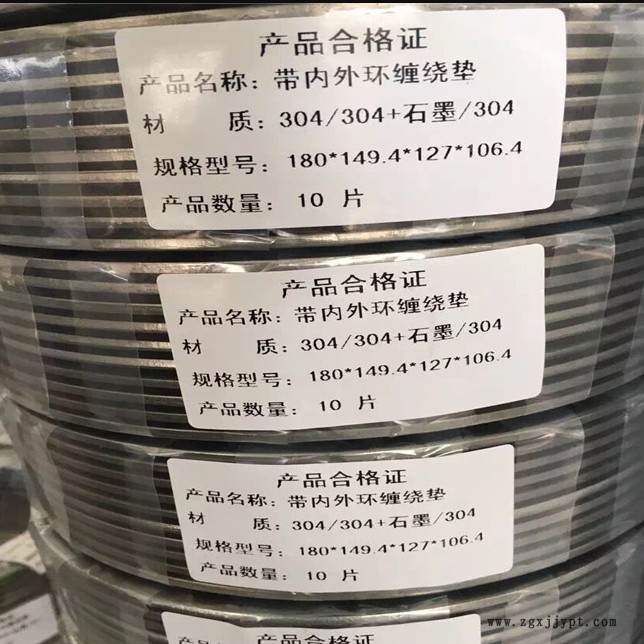 产品合格证
产品名称：带内外环缠绕垫
材　　质：304/304+石墨/304
规格型号：180*149.4*127*106.4
产品数量：10 片
产品合格证
产品名称：带内外环缠绕垫
材　　质：304/304+石墨/304
规格型号：180*149.4*127*106.4
产品数量：10 片
产品合格证
产品名称：带内外环缠绕垫
材　　质：304/304+石墨/304
规格型号：180*149.4*127*106.4
产品数量：10 片
产品合格证
www.zgxjjypt.com